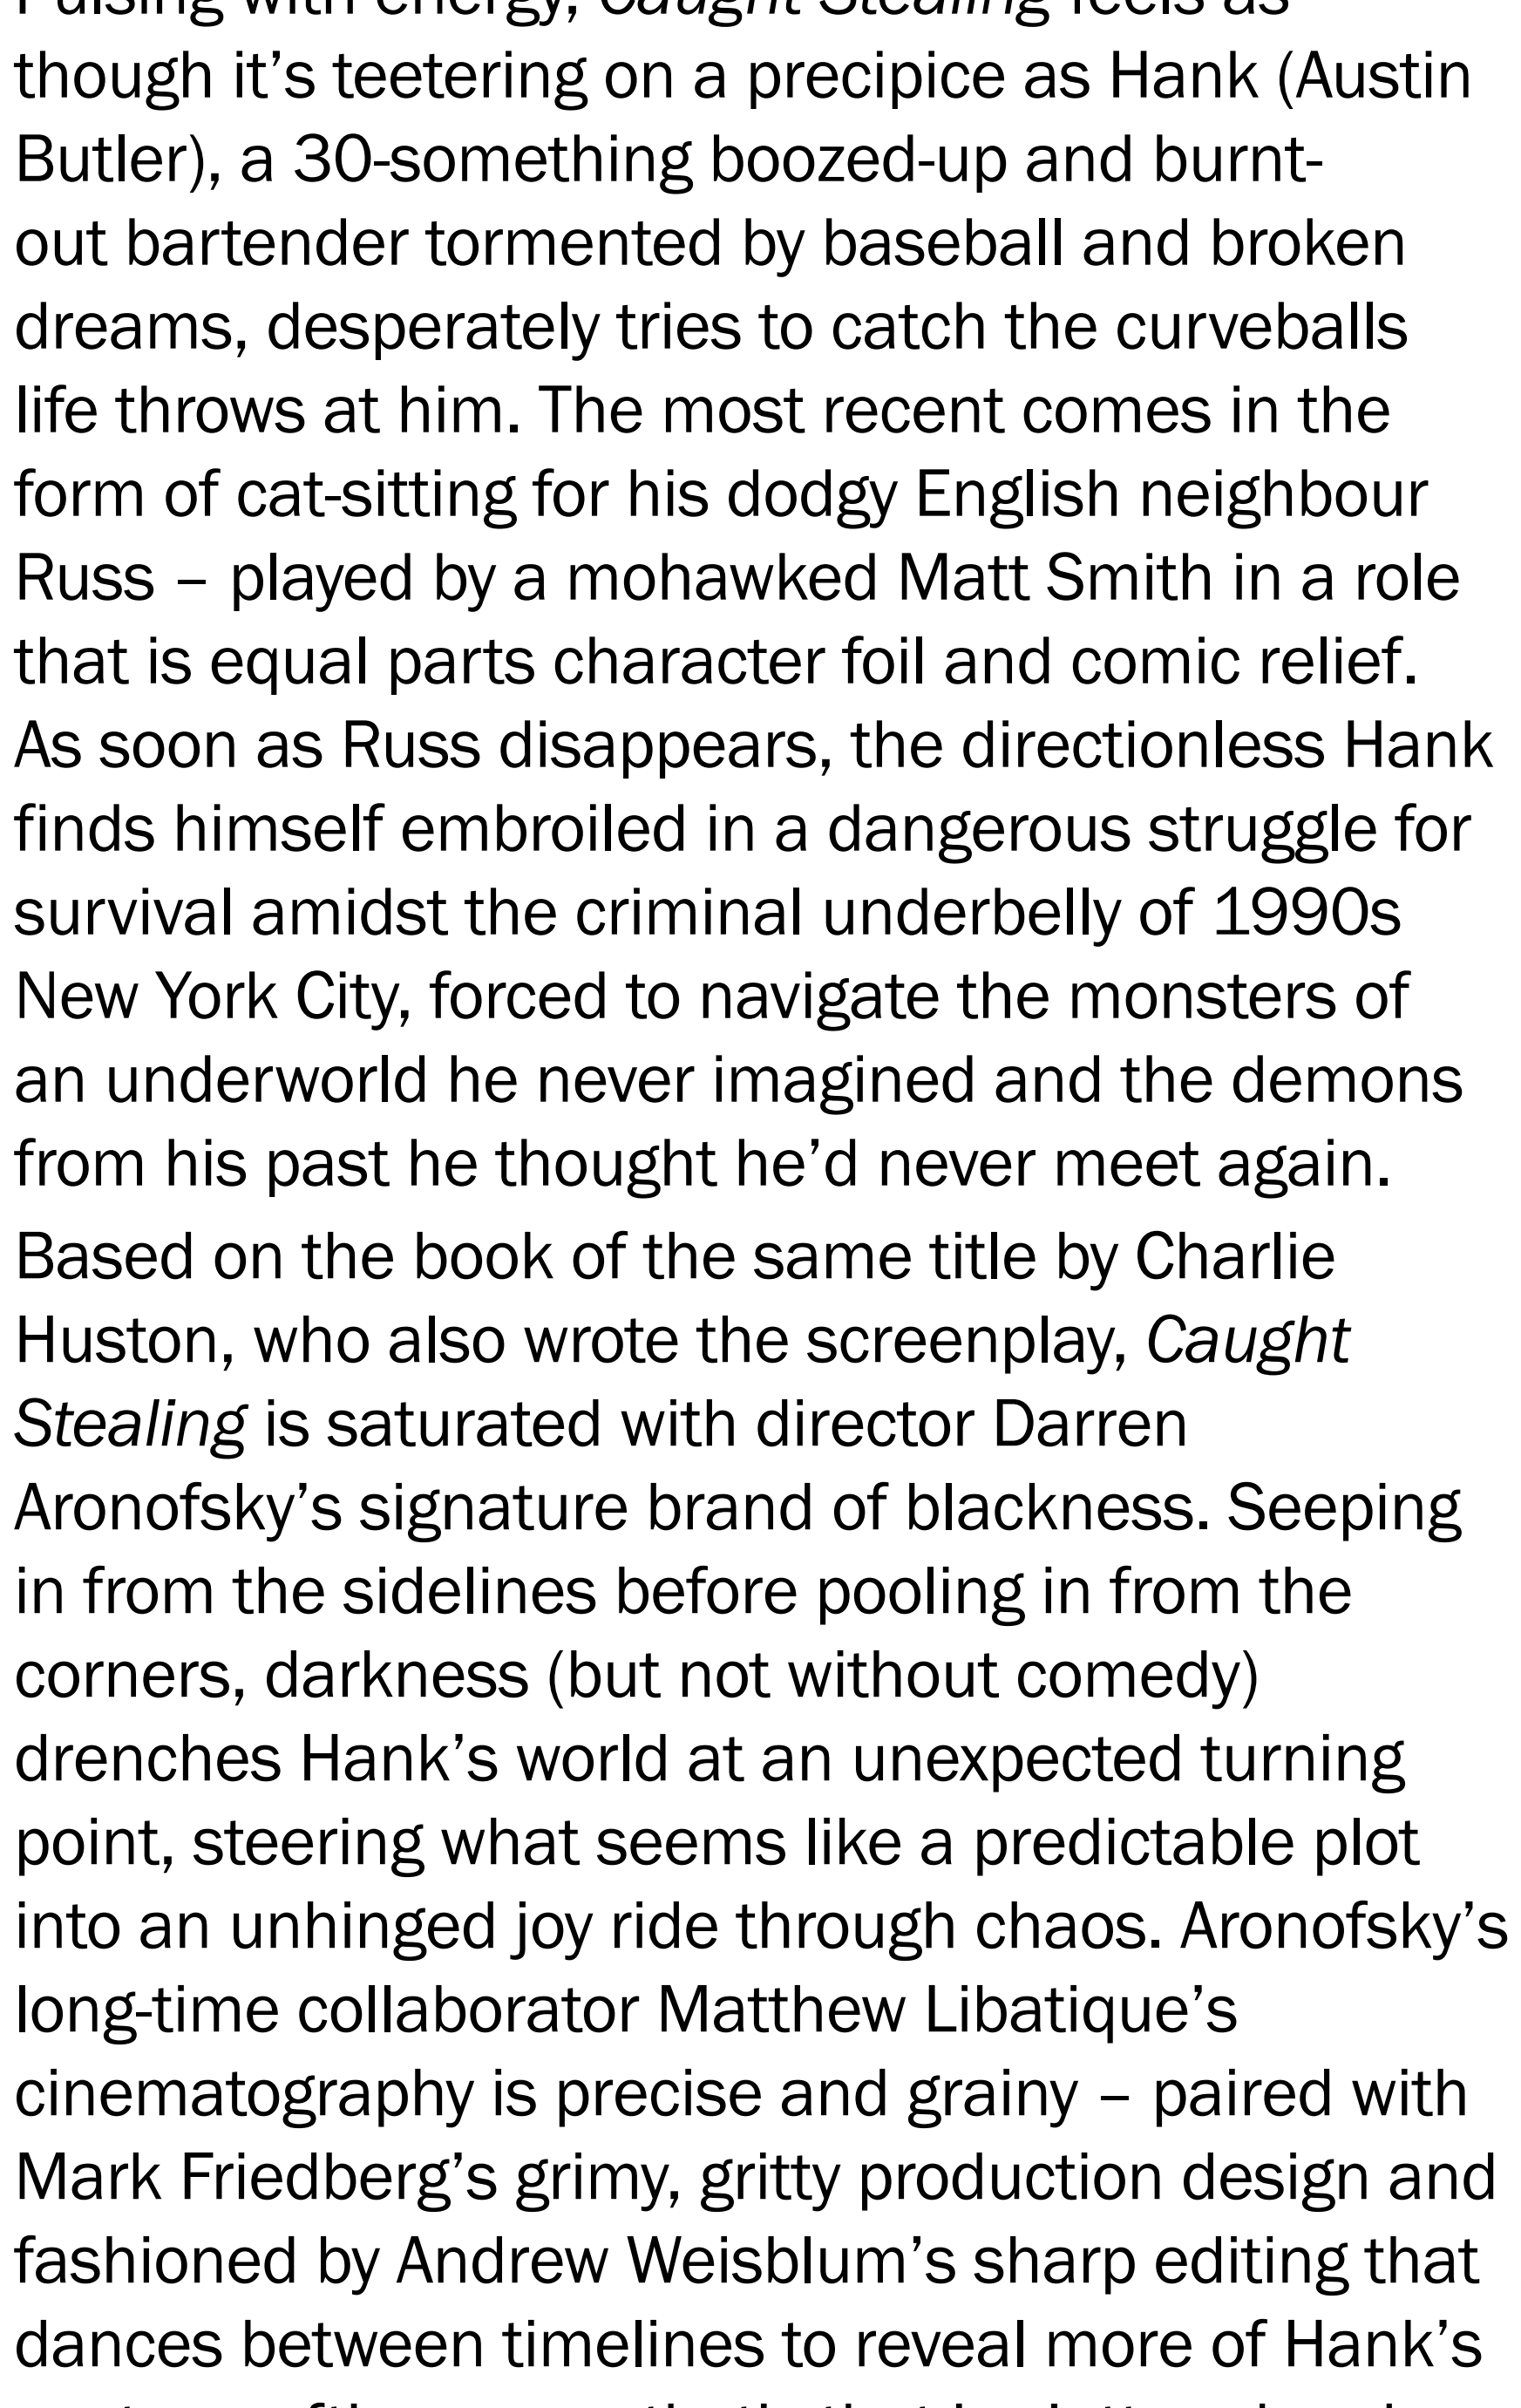 Pulsing with energy, Caught Stealing feels as
though it’s teetering on a precipice as Hank (Austin
Butler), a 30-something boozed-up and burnt-
out bartender tormented by baseball and broken
dreams, desperately tries to catch the curveballs
life throws at him. The most recent comes in the
form of cat-sitting for his dodgy English neighbour
Russ – played by a mohawked Matt Smith in a role
that is equal parts character foil and comic relief.
As soon as Russ disappears, the directionless Hank
finds himself embroiled in a dangerous struggle for
survival amidst the criminal underbelly of 1990s
New York City, forced to navigate the monsters of
an underworld he never imagined and the demons
from his past he thought he’d never meet again.
Based on the book of the same title by Charlie
Huston, who also wrote the screenplay, Caught
Stealing is saturated with director Darren
Aronofsky’s signature brand of blackness. Seeping
in from the sidelines before pooling in from the
corners, darkness (but not without comedy)
drenches Hank’s world at an unexpected turning
point, steering what seems like a predictable plot
into an unhinged joy ride through chaos. Aronofsky’s
long-time collaborator Matthew Libatique’s
cinematography is precise and grainy – paired with
Mark Friedberg’s grimy, gritty production design and
fashioned by Andrew Weisblum’s sharp editing that
dances between timelines to reveal more of Hank’s